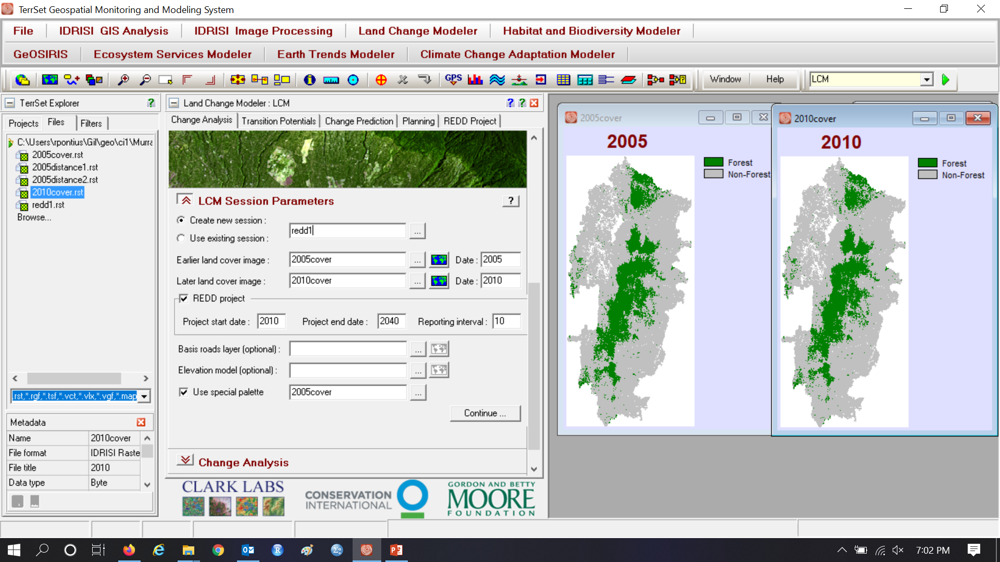 TerrSet Geospatial Monitoring and Modeling System
File IDRISI GIS Analysis IDRISI Image Processing Land Change Modeler Habitat and Biodiversity Modeler
GeOSIRIS Ecosystem Services Modeler Earth Trends Modeler Climate Change Adaptation Modeler
GPS Window Help LCM
TerrSet Explorer ?
Projects Files Filters
C:\Users\rpontius\Gil\geo\ci1\Murra
2005cover.rst
2005distance1.rst
2005distance2.rst
2010cover.rst
redd1.rst
Browse...
.rst,*.rgf,*.tsf,*.vct,*.vlx,*.vgf,*.map
Metadata
Name 2010cover
File format IDRISI Raste
File title 2010
Data type Byte
Land Change Modeler : LCM ? ?
Change Analysis Transition Potentials Change Prediction Planning REDD Project
LCM Session Parameters ?
Create new session :
redd1 ...
Use existing session :
Earlier land cover image : 2005cover ... Date : 2005
Later land cover image : 2010cover ... Date : 2010
REDD project
Project start date : 2010 Project end date : 2040 Reporting interval : 10
Basis roads layer (optional) : ...
Elevation model (optional) : ...
Use special palette 2005cover ...
Continue ...
Change Analysis
CLARK LABS
CONSERVATION
INTERNATIONAL
GORDON AND BETTY
MOORE
FOUNDATION
2005cover
2005
Forest
Non-Forest
2010cover
2010
Forest
Non-Forest
7:02 PM